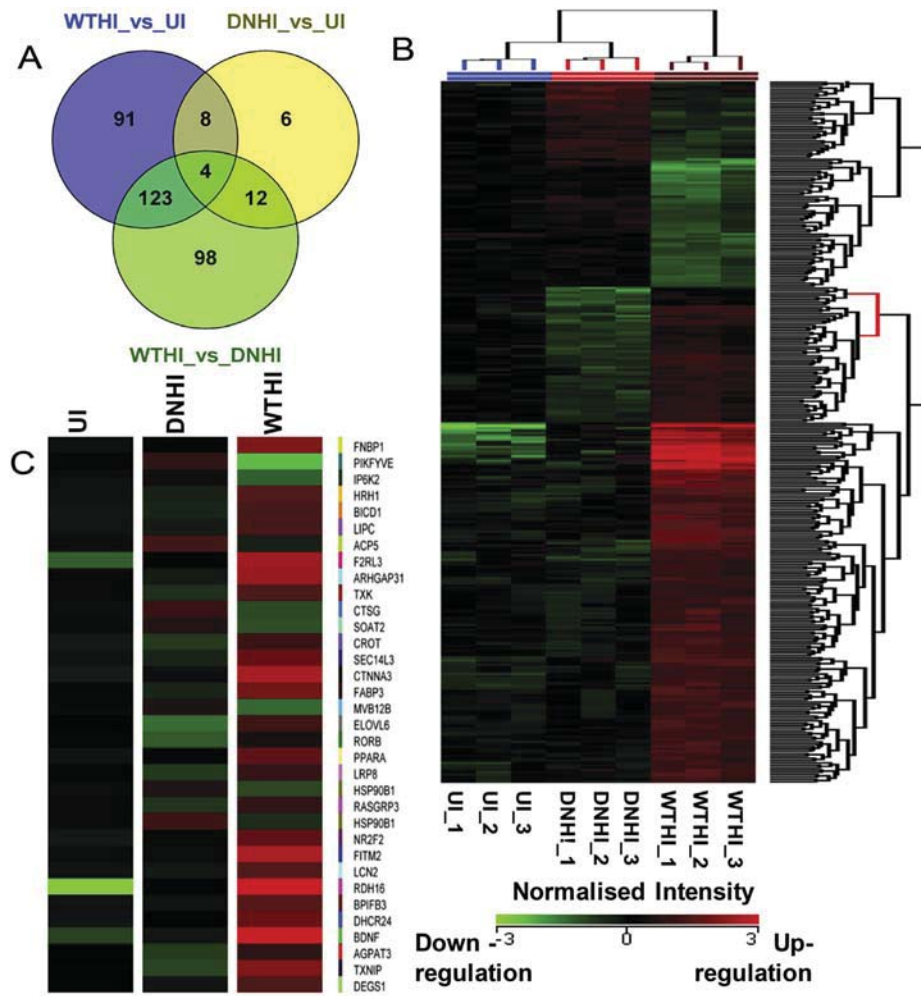 WTHI_vs_UI
DNHI_vs_UI
A
91
8
6
4
123
12
98
WTHI_vs_DNHI
B
UI_1
UI_2
UI_3
DNH!_1
DNHI_2
DNHI_3
WTHI_1
WTHI_2
WTHI_3
Normalised Intensity
-3
0
3
Down -
regulation
Up-
regulation
C
UI
DNHI
WTHI
FNBP1
PIKFYVE
IP6K2
HRH1
BICD1
LIPC
ACP5
F2RL3
ARHGAP31
TXK
CTSG
SOAT2
CROT
SEC14L3
CTNNA3
FABP3
MVB12B
ELOVL6
RORB
PPARA
LRP8
HSP90B1
RASGRP3
HSP90B1
NR2F2
FITM2
LCN2
RDH16
BPIFB3
DHCR24
BDNF
AGPAT3
TXNIP
DEGS1